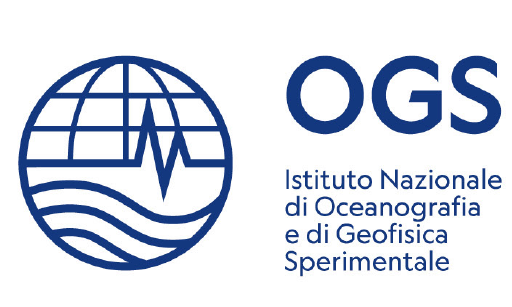 OGS
Istituto Nazionale
di Oceanografia
e di Geofisica
Sperimentale